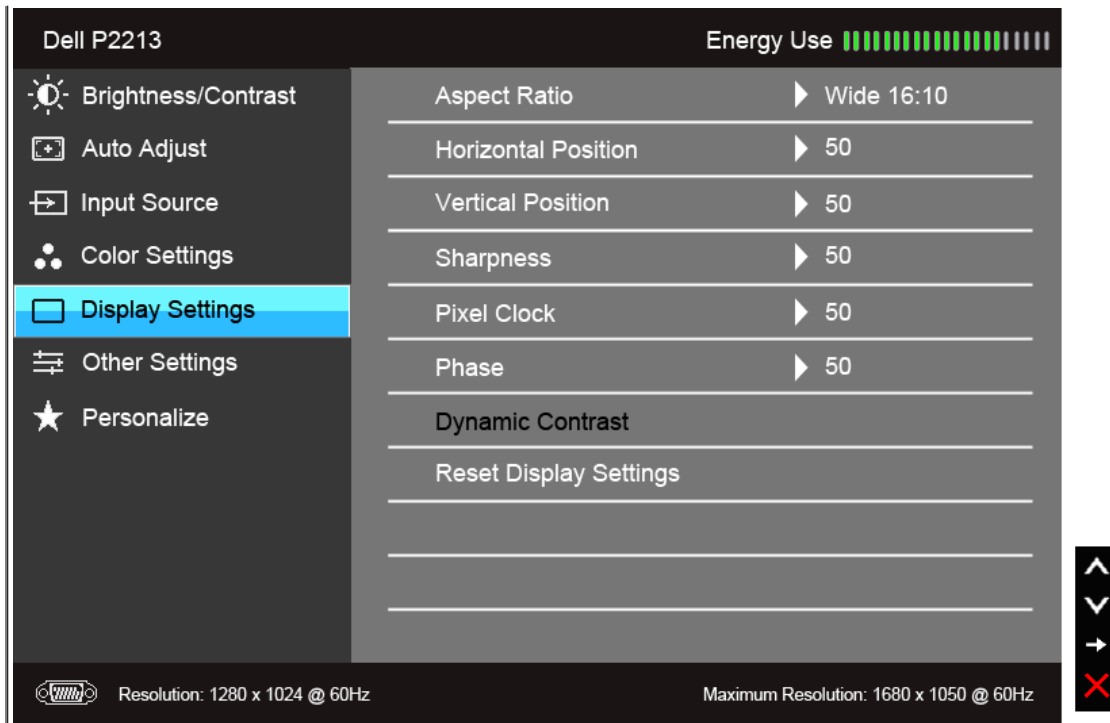 Dell P2213 Energy Use
Brightness/Contrast
Auto Adjust
Input Source
Color Settings
Display Settings
Other Settings
Personalize
Aspect Ratio Wide 16:10
Horizontal Position 50
Vertical Position 50
Sharpness 50
Pixel Clock 50
Phase 50
Dynamic Contrast
Reset Display Settings
Resolution: 1280 x 1024 @ 60Hz Maximum Resolution: 1680 x 1050 @ 60Hz